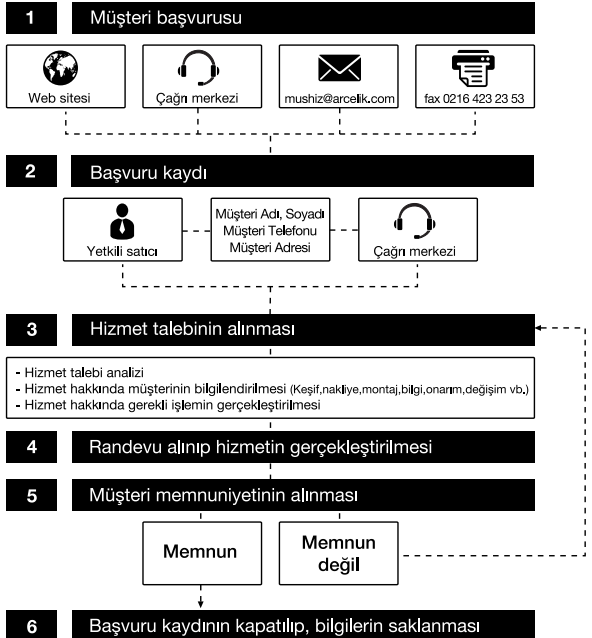 1 Müşteri başvurusu
Web sitesi
Çağrı merkezi
mushiz@arcelik.com
fax 0216 423 23 53
2 Başvuru kaydı
Yetkili satıcı
Müşteri Adı, Soyadı
Müşteri Telefonu
Müşteri Adresi
Çağrı merkezi
3 Hizmet talebinin alınması
- Hizmet talebi analizi
- Hizmet hakkında müşterinin bilgilendirilmesi (Keşif,nakliye,montaj,bilgi,onarım,değişim vb.)
- Hizmet hakkında gerekli işlemin gerçekleştirilmesi
4 Randevu alınıp hizmetin gerçekleştirilmesi
5 Müşteri memnuniyetinin alınması
Memnun
Memnun
değil
6 Başvuru kaydının kapatılıp, bilgilerin saklanması